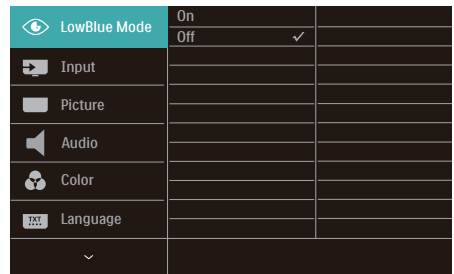 LowBlue Mode
On
Off
Input
Picture
Audio
Color
TXT
Language